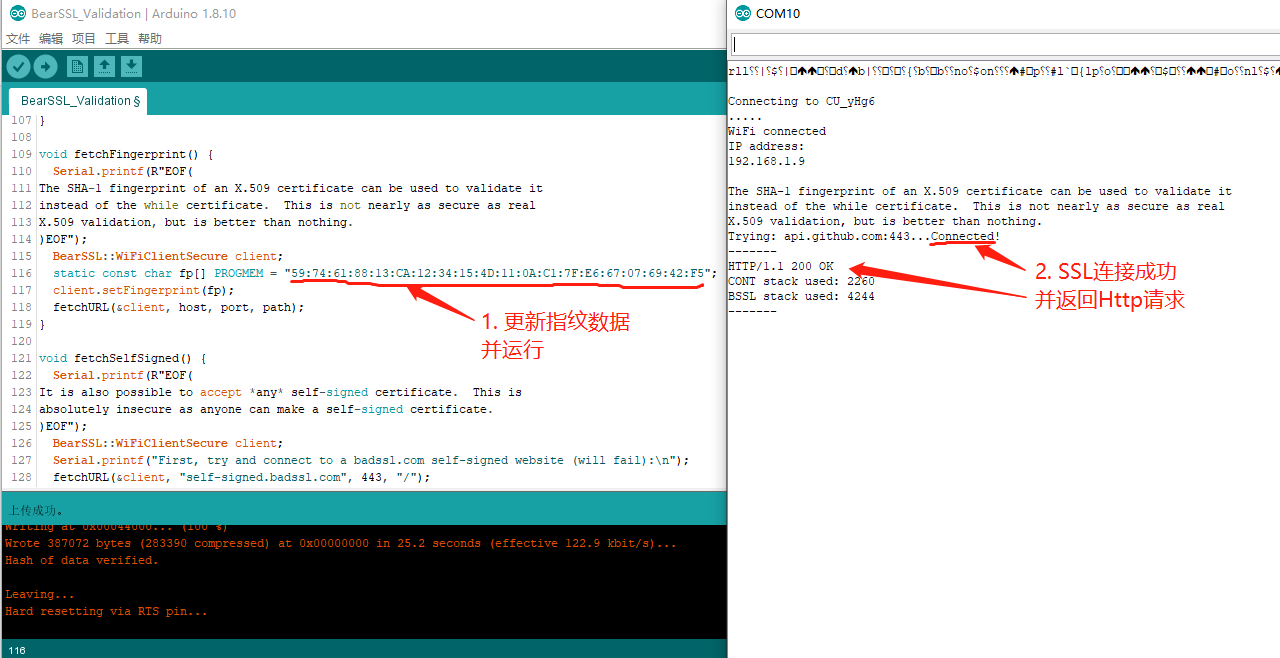 BearSSL_Validation | Arduino 1.8.10
文件 编辑 项目 工具 帮助
BearSSL_Validation §
107 }
108
109 void fetchFingerprint() {
110 Serial.printf(R"EOF(
111 The SHA-1 fingerprint of an X.509 certificate can be used to validate it
112 instead of the while certificate.  This is not nearly as secure as real
113 X.509 validation, but is better than nothing.
114 )EOF");
115 BearSSL::WiFiClientSecure client;
116 static const char fp[] PROGMEM = "59:74:61:88:13:CA:12:34:15:4D:11:0A:C1:7F:E6:67:07:69:42:F5";
117 client.setFingerprint(fp);
118 fetchURL(&client, host, port, path);
119 }
120
121 void fetchSelfSigned() {
122 Serial.printf(R"EOF(
123 It is also possible to accept *any* self-signed certificate.  This is
124 absolutely insecure as anyone can make a self-signed certificate.
125 )EOF");
126 BearSSL::WiFiClientSecure client;
127 Serial.printf("First, try and connect to a badssl.com self-signed website (will fail):\n");
128 fetchURL(&client, "self-signed.badssl.com", 443, "/");
1. 更新指纹数据
并运行
上传成功。
Writing at 0x00044000... (100 %)
Wrote 387072 bytes (283390 compressed) at 0x00000000 in 25.2 seconds (effective 122.9 kbit/s)...
Hash of data verified.
Leaving...
Hard resetting via RTS pin...
116
COM10
Connecting to CU_yHg6
.....
WiFi connected
IP address:
192.168.1.9
The SHA-1 fingerprint of an X.509 certificate can be used to validate it
instead of the while certificate.  This is not nearly as secure as real
X.509 validation, but is better than nothing.
Trying: api.github.com:443...Connected!
-------
HTTP/1.1 200 OK
CONT stack used: 2260
BSSL stack used: 4244
-------
2. SSL连接成功
并返回Http请求